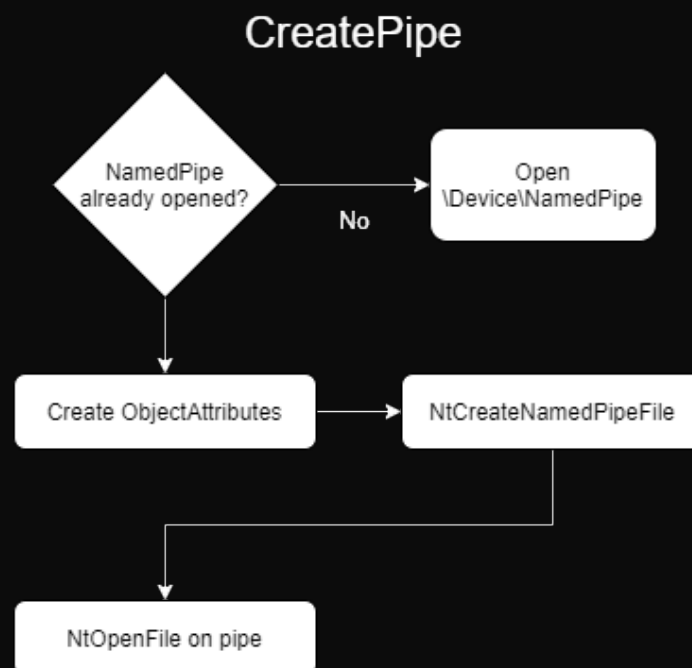 CreatePipe
NamedPipe
already opened?
Open
\Device\NamedPipe
No
Create ObjectAttributes
NtCreateNamedPipeFile
NtOpenFile on pipe